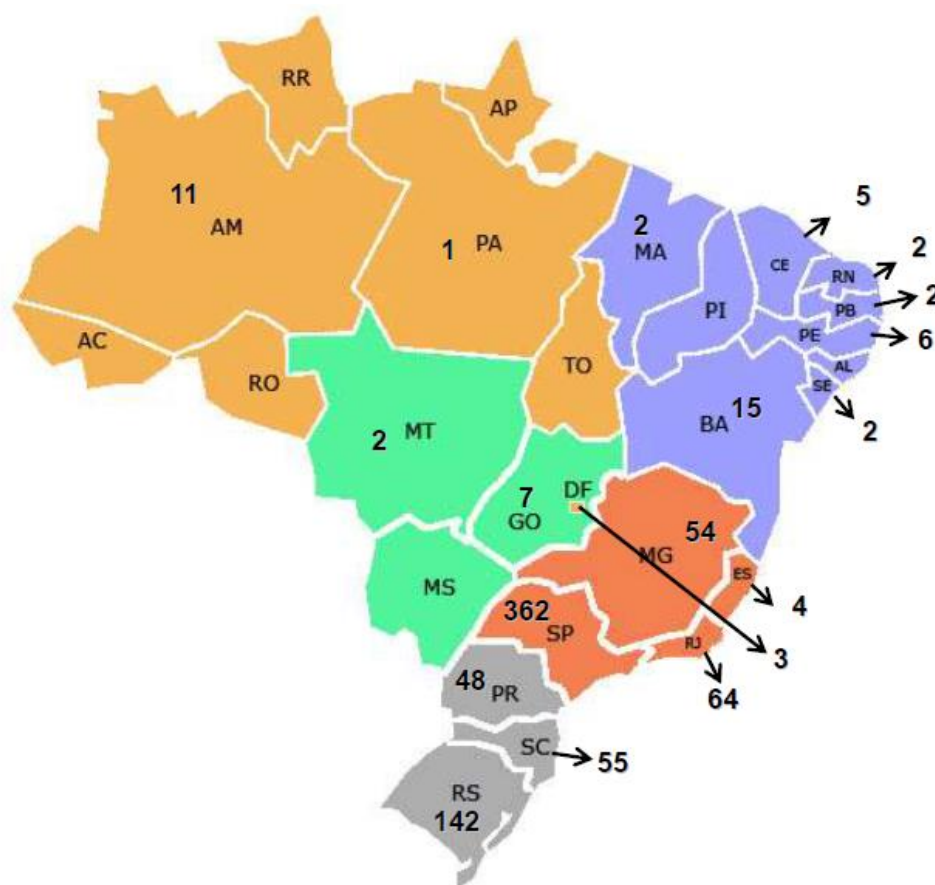 RR
AP
11
AM
1 PA
2
MA
5
CE
RN
2
PB
2
PI
PE
6
AC
RO
TO
AL
SE
2
15
BA
MT
2
7
DF
GO
54
MG
ES
4
MS
362
SP
RJ
3
64
48
PR
SC
55
RS
142